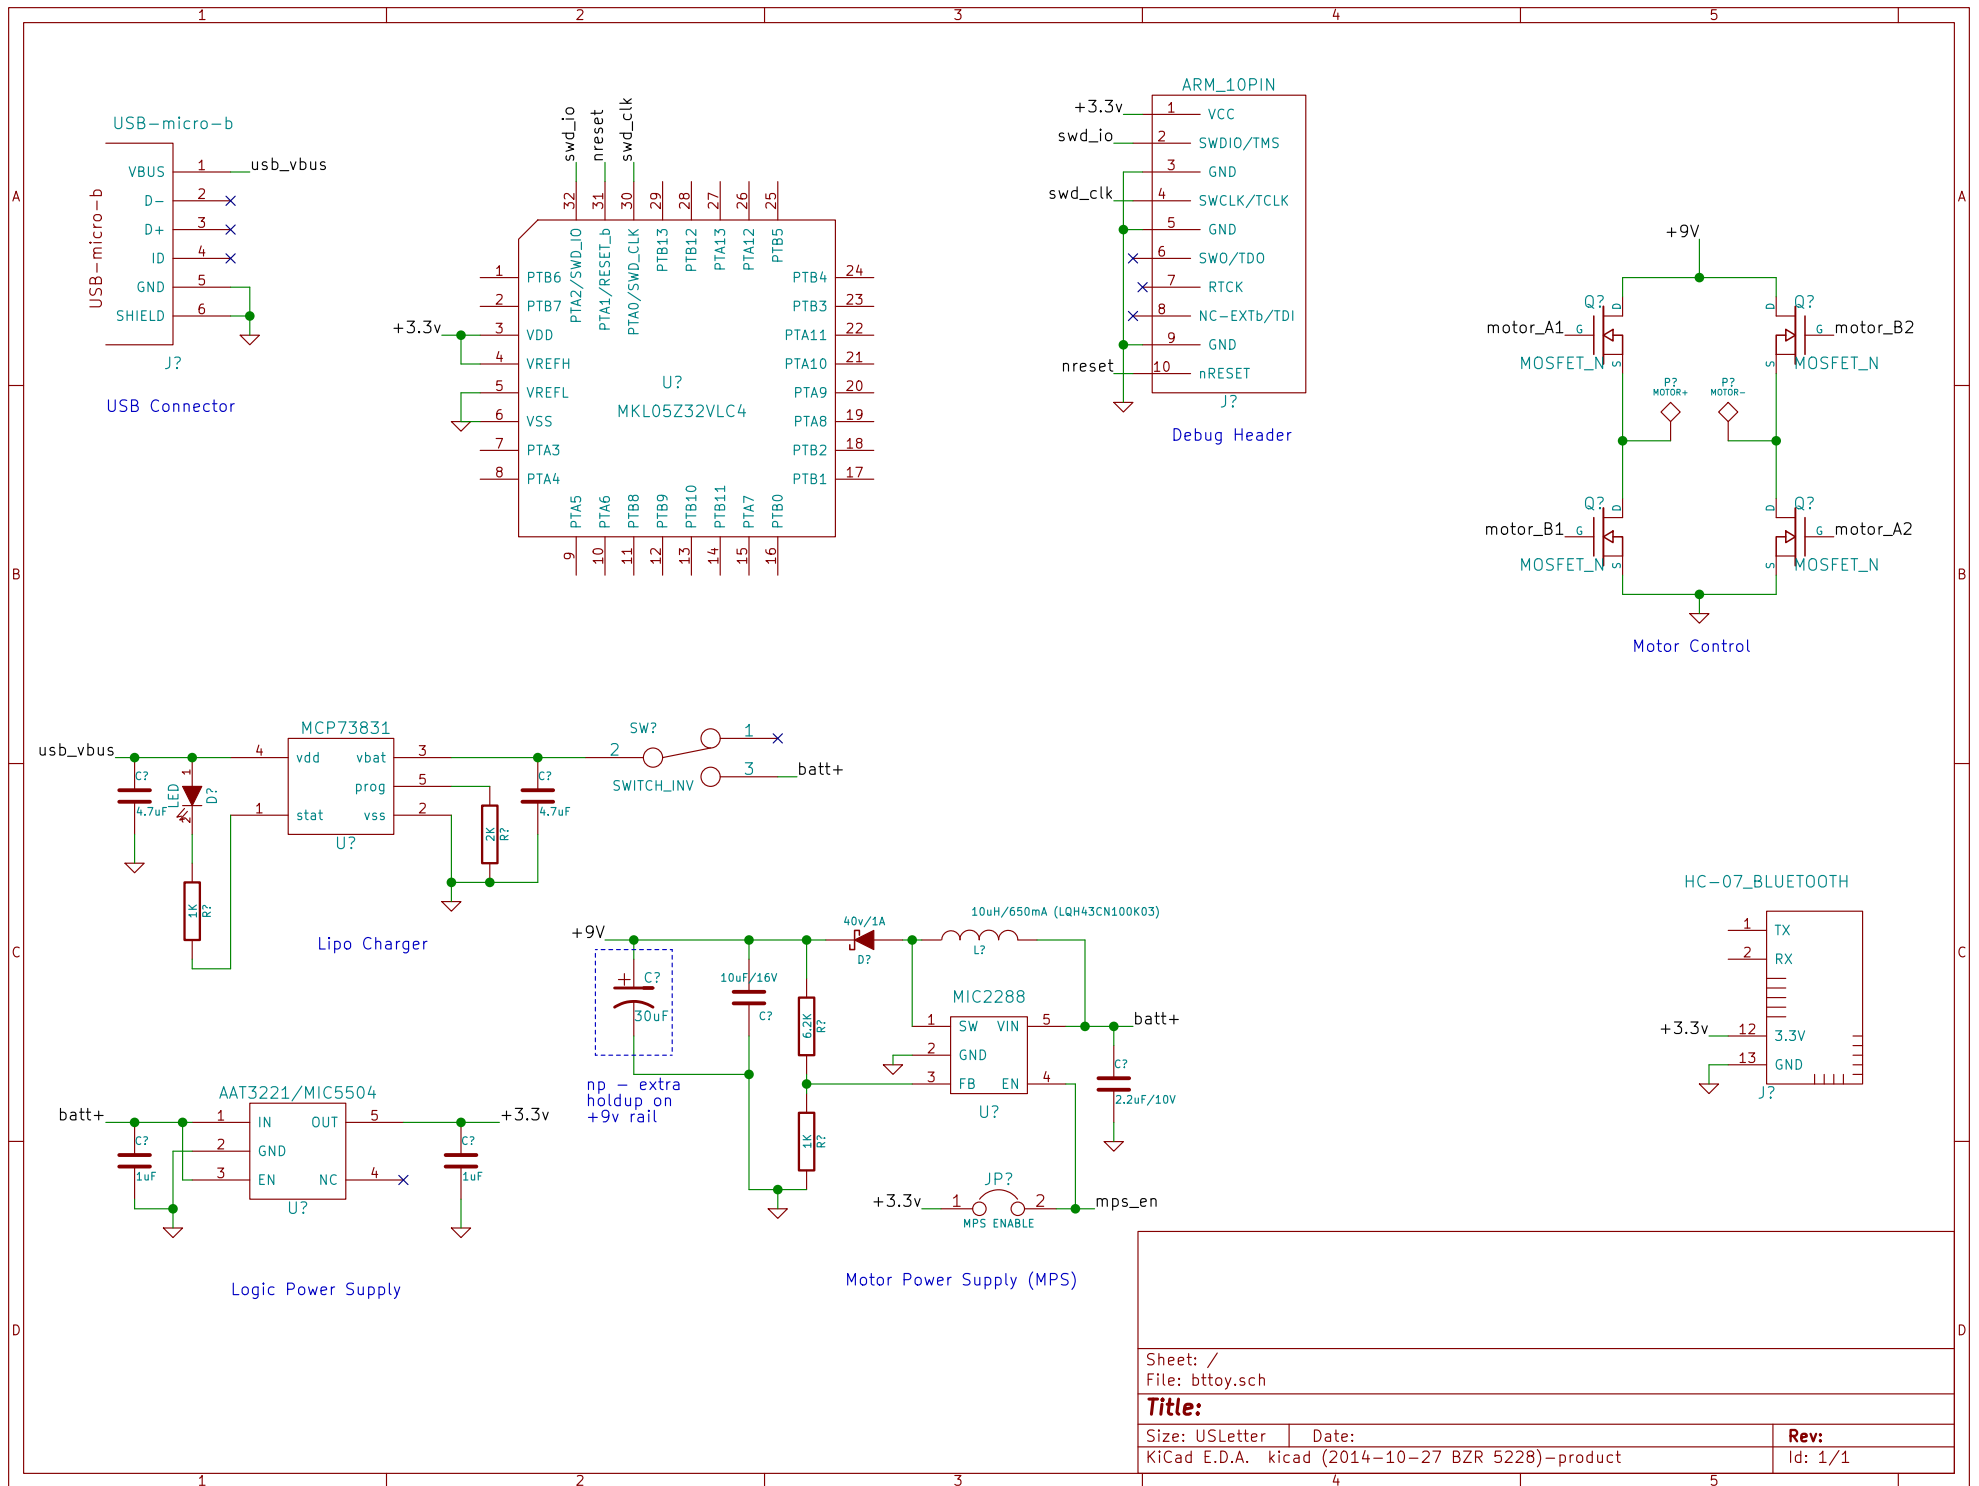 1
2
3
4
5
A
A
B
B
C
C
D
D
1
2
3
4
5
USB-micro-b
USB-micro-b
VBUS 1 usb_vbus
D- 2
D+ 3
ID 4
GND 5
SHIELD 6
J?
USB Connector
swd_io
nreset
swd_clk
32
31
30
29
28
27
26
25
PTA2/SWD_IO
PTA1/RESET_b
PTA0/SWD_CLK
PTB13
PTB12
PTA13
PTA12
PTB5
+3.3v
1 PTB6
2 PTB7
3 VDD
4 VREFH
5 VREFL
6 VSS
7 PTA3
8 PTA4
PTB4 24
PTB3 23
PTA11 22
PTA10 21
PTA9 20
PTA8 19
PTB2 18
PTB1 17
U?
MKL05Z32VLC4
PTA5
PTA6
PTB8
PTB9
PTB10
PTB11
PTA7
PTB0
9
10
11
12
13
14
15
16
ARM_10PIN
+3.3v 1 VCC
swd_io 2 SWDIO/TMS
3 GND
swd_clk 4 SWCLK/TCLK
5 GND
6 SWO/TDO
7 RTCK
8 NC-EXTb/TDI
9 GND
nreset 10 nRESET
J?
Debug Header
+9V
Q?
D
motor_A1 G
MOSFET_N
S
Q?
D
G motor_B2
MOSFET_N
S
P?
MOTOR+
P?
MOTOR-
Q?
D
motor_B1 G
MOSFET_N
S
Q?
D
G motor_A2
MOSFET_N
S
Motor Control
MCP73831
usb_vbus
4 vdd
1 stat
vbat 3
prog 5
vss 2
U?
C?
4.7uF
LED
D?
1
2
1K
R?
2K
R?
C?
4.7uF
SW?
2
1
3 batt+
SWITCH_INV
Lipo Charger
+9V
C?
+
30uF
np - extra
holdup on
+9v rail
10uF/16V
C?
6.2K
R?
1K
R?
40v/1A
D?
10uH/650mA (LQH43CN100K03)
L?
MIC2288
1 SW
2 GND
3 FB
VIN 5
EN 4
U?
batt+
C?
2.2uF/10V
JP?
+3.3v 1
2 mps_en
MPS ENABLE
Motor Power Supply (MPS)
AAT3221/MIC5504
batt+
1 IN
2 GND
3 EN
OUT 5
NC 4
U?
+3.3v
C?
1uF
C?
1uF
Logic Power Supply
HC-07_BLUETOOTH
1 TX
2 RX
+3.3v 12 3.3V
13 GND
J?
Sheet: /
File: bttoy.sch
Title:
Size: USLetter
Date:
Rev:
KiCad E.D.A. kicad (2014-10-27 BZR 5228)-product
Id: 1/1